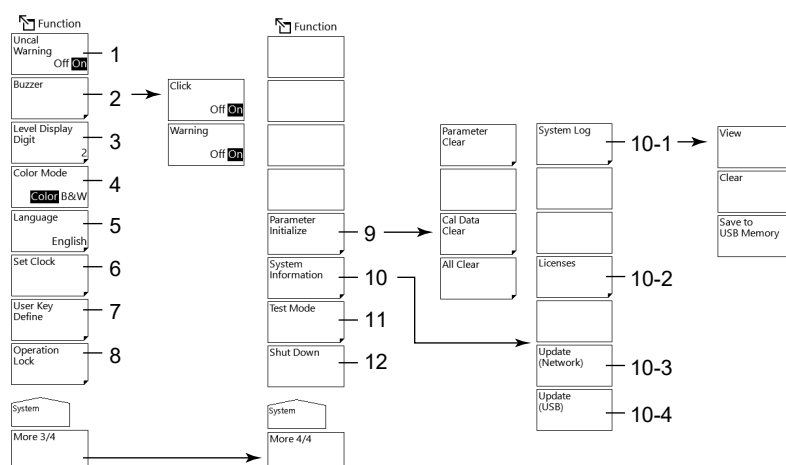 Function
Uncal
Warning
Off On
1
Buzzer
2
Level Display
Digit
2
3
Color Mode
Color B&W
4
Language
English
5
Set Clock
6
User Key
Define
7
Operation
Lock
8
System
More 3/4
Click
Off On
Warning
Off On
Function
Parameter
Initialize
9
System
Information
10
Test Mode
11
Shut Down
12
System
More 4/4
Parameter
Clear
Cal Data
Clear
All Clear
System Log
10-1
Licenses
10-2
Update
(Network)
10-3
Update
(USB)
10-4
View
Clear
Save to
USB Memory